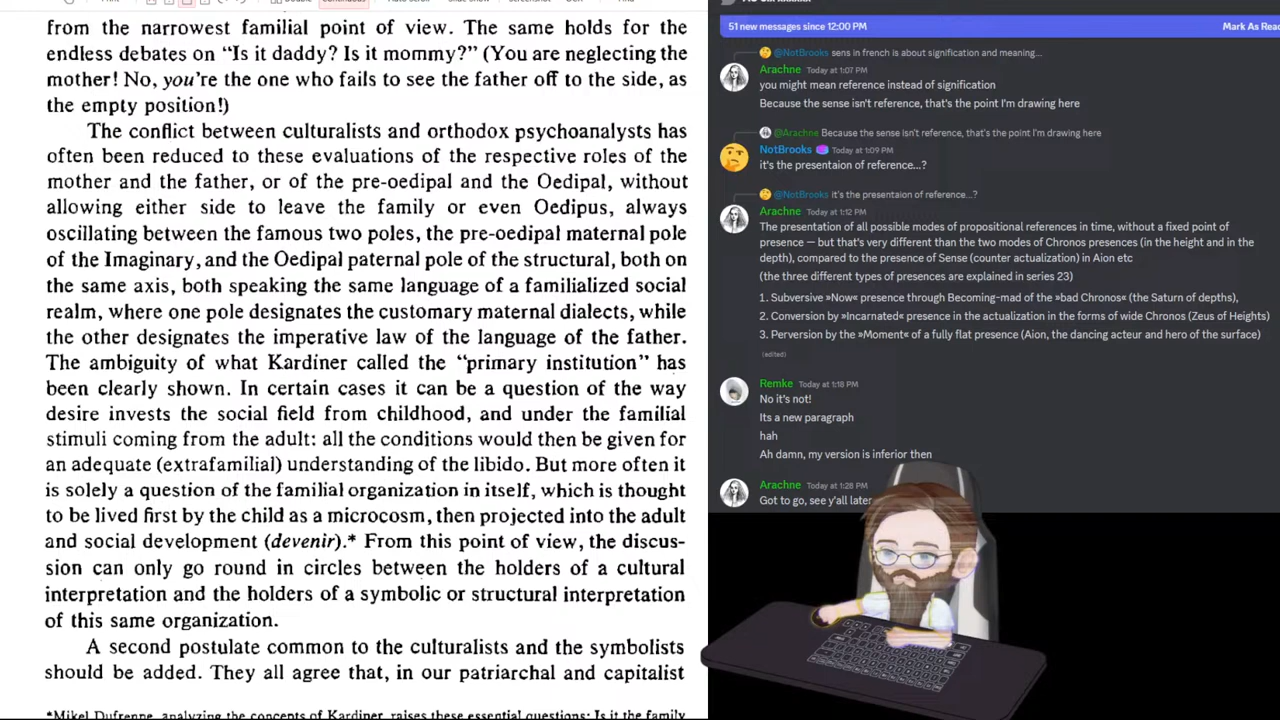 from the narrowest familial point of view. The same holds for the
endless debates on “Is it daddy? Is it mommy?” (You are neglecting the
mother! No, you're the one who fails to see the father off to the side, as
the empty position!)
The conflict between culturalists and orthodox psychoanalysts has
often been reduced to these evaluations of the respective roles of the
mother and the father, or of the pre-oedipal and the Oedipal, without
allowing either side to leave the family or even Oedipus, always
oscillating between the famous two poles, the pre-oedipal maternal pole
of the Imaginary, and the Oedipal paternal pole of the structural, both on
the same axis, both speaking the same language of a familialized social
realm, where one pole designates the customary maternal dialects, while
the other designates the imperative law of the language of the father.
The ambiguity of what Kardiner called the “primary institution” has
been clearly shown. In certain cases it can be a question of the way
desire invests the social field from childhood, and under the familial
stimuli coming from the adult: all the conditions would then be given for
an adequate (extrafamilial) understanding of the libido. But more often it
is solely a question of the familial organization in itself, which is thought
to be lived first by the child as a microcosm, then projected into the adult
and social development (devenir).* From this point of view, the discus-
sion can only go round in circles between the holders of a cultural
interpretation and the holders of a symbolic or structural interpretation
of this same organization.
A second postulate common to the culturalists and the symbolists
should be added. They all agree that, in our patriarchal and capitalist
*Mikel Dufrenne, analyzing the concepts of Kardiner, raises these essential questions: Is it the family
51 new messages since 12:00 PM
Mark As Read
@NotBrooks sens in french is about signification and meaning...
Arachne Today at 1:07 PM
you might mean reference instead of signification
Because the sense isn't reference, that's the point I'm drawing here
@Arachne Because the sense isn't reference, that's the point I'm drawing here
NotBrooks Today at 1:09 PM
it's the presentaion of reference...?
@NotBrooks it's the presentaion of reference...?
Arachne Today at 1:12 PM
The presentation of all possible modes of propositional references in time, without a fixed point of
presence — but that's very different than the two modes of Chronos presences (in the height and in the
depth), compared to the presence of Sense (counter actualization) in Aion etc
(the three different types of presences are explained in series 23)
1. Subversive »Now« presence through Becoming-mad of the »bad Chronos« (the Saturn of depths),
2. Conversion by »Incarnated« presence in the actualization in the forms of wide Chronos (Zeus of Heights)
3. Perversion by the »Moment« of a fully flat presence (Aion, the dancing acteur and hero of the surface)
(edited)
Remke Today at 1:18 PM
No it's not!
Its a new paragraph
hah
Ah damn, my version is inferior then
Arachne Today at 1:28 PM
Got to go, see y'all later